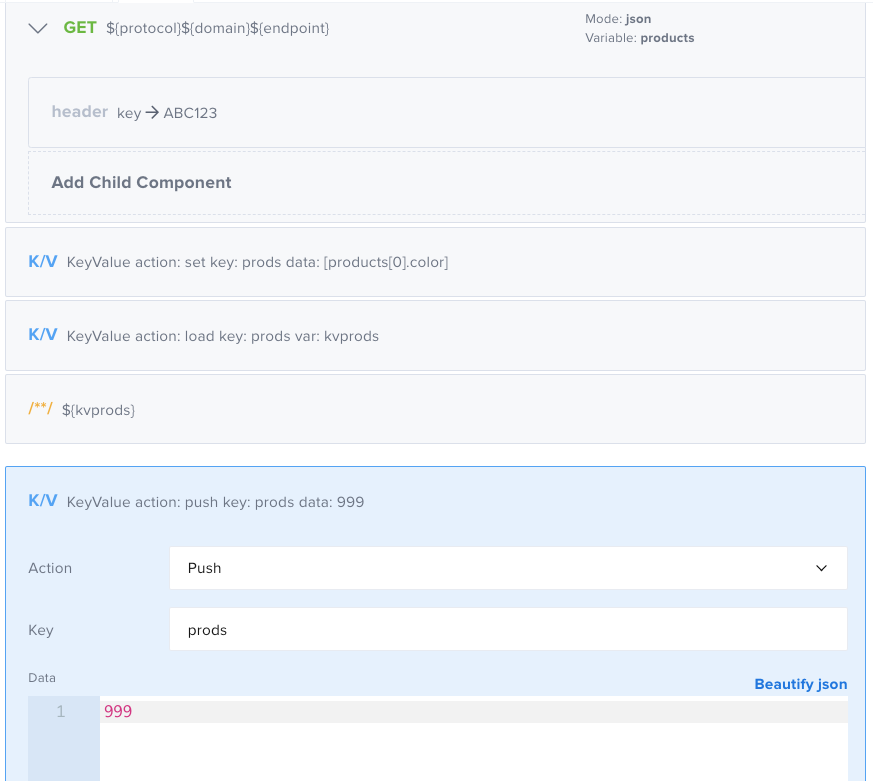 GET ${protocol}${domain}${endpoint}
Mode: json
Variable: products
header key → ABC123
Add Child Component
K/V KeyValue action: set key: prods data: [products[0].color]
K/V KeyValue action: load key: prods var: kvprods
/**/ ${kvprods}
K/V KeyValue action: push key: prods data: 999
Action Push
Key prods
Data
Beautify json
1 999